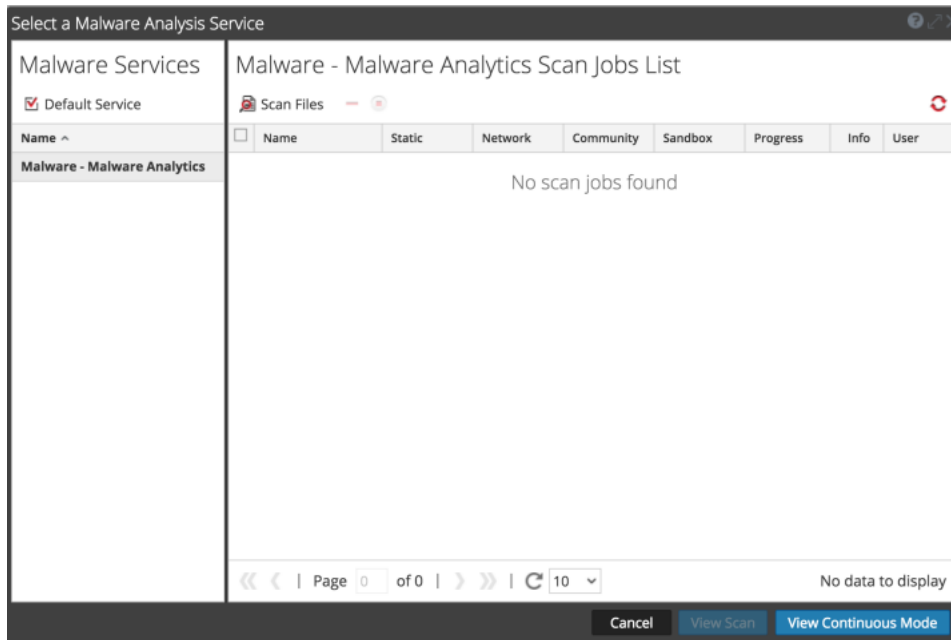 Select a Malware Analysis Service
Malware Services
Default Service
Name
Malware - Malware Analytics
Malware - Malware Analytics Scan Jobs List
Scan Files
Name Static Network Community Sandbox Progress Info User
No scan jobs found
| Page 0 of 0 | | 10
No data to display
Cancel View Scan View Continuous Mode